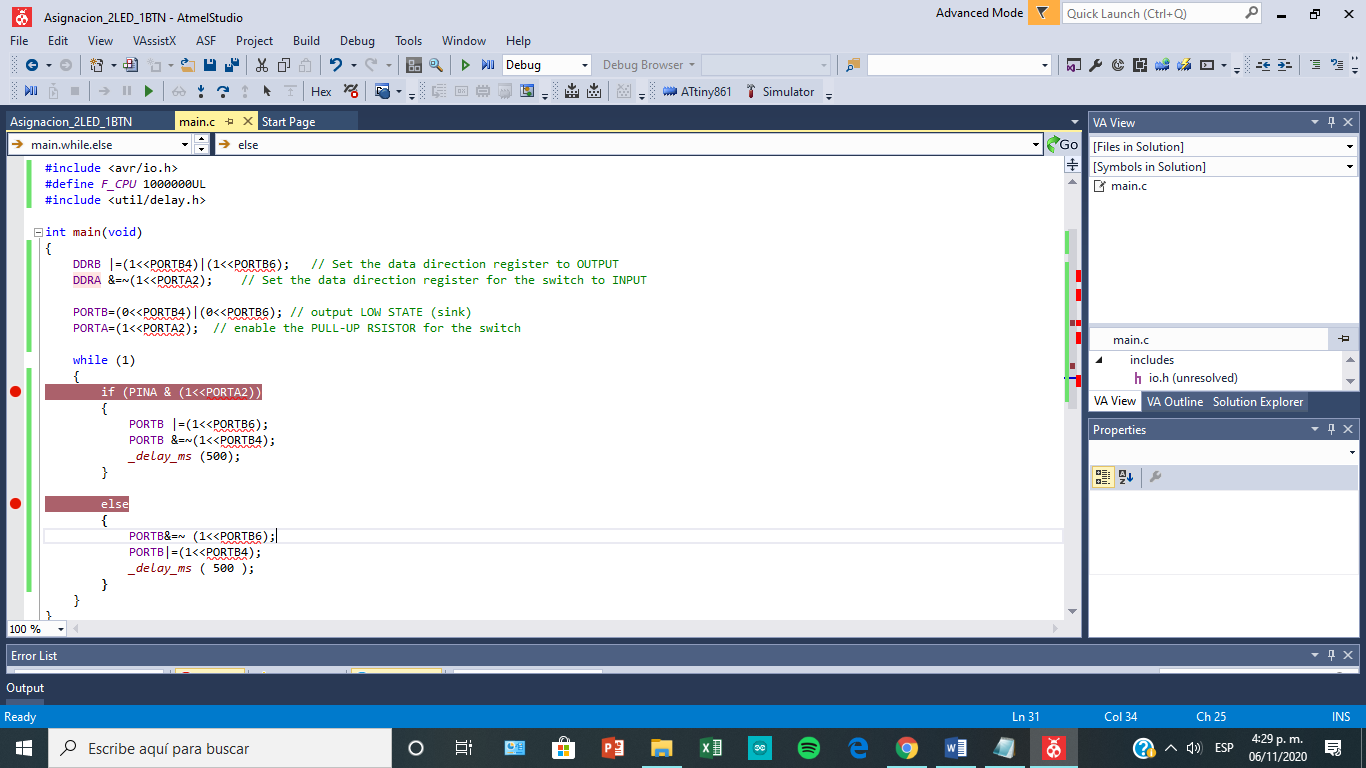 Asignacion_2LED_1BTN - AtmelStudio
Advanced Mode
Quick Launch (Ctrl+Q)
File Edit View VAssistX ASF Project Build Debug Tools Window Help
Debug Debug Browser
Hex ATtiny861 Simulator
Asignacion_2LED_1BTN main.c Start Page
main.while.else else Go
#include <avr/io.h>
#define F_CPU 1000000UL
#include <util/delay.h>
int main(void)
{
DDRB |=(1<<PORTB4)|(1<<PORTB6); // Set the data direction register to OUTPUT
DDRA &=~(1<<PORTA2); // Set the data direction register for the switch to INPUT
PORTB=(0<<PORTB4)|(0<<PORTB6); // output LOW STATE (sink)
PORTA=(1<<PORTA2); // enable the PULL-UP RSISTOR for the switch
while (1)
{
if (PINA & (1<<PORTA2))
{
PORTB |=(1<<PORTB6);
PORTB &=~(1<<PORTB4);
_delay_ms (500);
}
else
{
PORTB&=~ (1<<PORTB6);
PORTB|=(1<<PORTB4);
_delay_ms ( 500 );
}
}
}
100 %
VA View
[Files in Solution]
[Symbols in Solution]
main.c
main.c
includes
h io.h (unresolved)
VA View VA Outline Solution Explorer
Properties
Error List
Output
Ready Ln 31 Col 34 Ch 25 INS
Escribe aquí para buscar
ESP
4:29 p. m.
06/11/2020